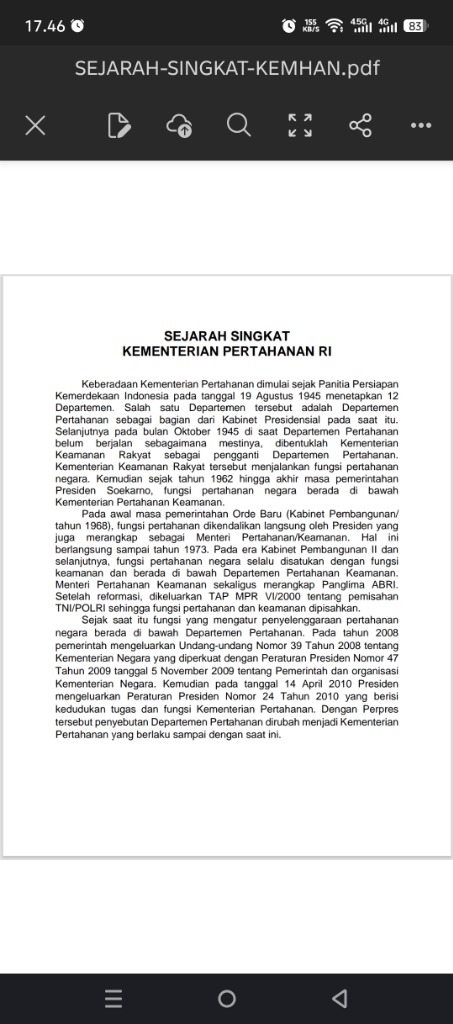 17.46
155 KB/S 4.5G 4G 83
SEJARAH-SINGKAT-KEMHAN.pdf
SEJARAH SINGKAT
KEMENTERIAN PERTAHANAN RI
Keberadaan Kementerian Pertahanan dimulai sejak Panitia Persiapan
Kemerdekaan Indonesia pada tanggal 19 Agustus 1945 menetapkan 12
Departemen. Salah satu Departemen tersebut adalah Departemen
Pertahanan sebagai bagian dari Kabinet Presidensial pada saat itu.
Selanjutnya pada bulan Oktober 1945 di saat Departemen Pertahanan
belum berjalan sebagaimana mestinya, dibentuklah Kementerian
Keamanan Rakyat sebagai pengganti Departemen Pertahanan.
Kementerian Keamanan Rakyat tersebut menjalankan fungsi pertahanan
negara. Kemudian sejak tahun 1962 hingga akhir masa pemerintahan
Presiden Soekarno, fungsi pertahanan negara berada di bawah
Kementerian Pertahanan Keamanan.
Pada awal masa pemerintahan Orde Baru (Kabinet Pembangunan/
tahun 1968), fungsi pertahanan dikendalikan langsung oleh Presiden yang
juga merangkap sebagai Menteri Pertahanan/Keamanan. Hal ini
berlangsung sampai tahun 1973. Pada era Kabinet Pembangunan II dan
selanjutnya, fungsi pertahanan negara selalu disatukan dengan fungsi
keamanan dan berada di bawah Departemen Pertahanan Keamanan.
Menteri Pertahanan Keamanan sekaligus merangkap Panglima ABRI.
Setelah reformasi, dikeluarkan TAP MPR VI/2000 tentang pemisahan
TNI/POLRI sehingga fungsi pertahanan dan keamanan dipisahkan.
Sejak saat itu fungsi yang mengatur penyelenggaraan pertahanan
negara berada di bawah Departemen Pertahanan. Pada tahun 2008
pemerintah mengeluarkan Undang-undang Nomor 39 Tahun 2008 tentang
Kementerian Negara yang diperkuat dengan Peraturan Presiden Nomor 47
Tahun 2009 tanggal 5 November 2009 tentang Pemerintah dan organisasi
Kementerian Negara. Kemudian pada tanggal 14 April 2010 Presiden
mengeluarkan Peraturan Presiden Nomor 24 Tahun 2010 yang berisi
kedudukan tugas dan fungsi Kementerian Pertahanan. Dengan Perpres
tersebut penyebutan Departemen Pertahanan dirubah menjadi Kementerian
Pertahanan yang berlaku sampai dengan saat ini.